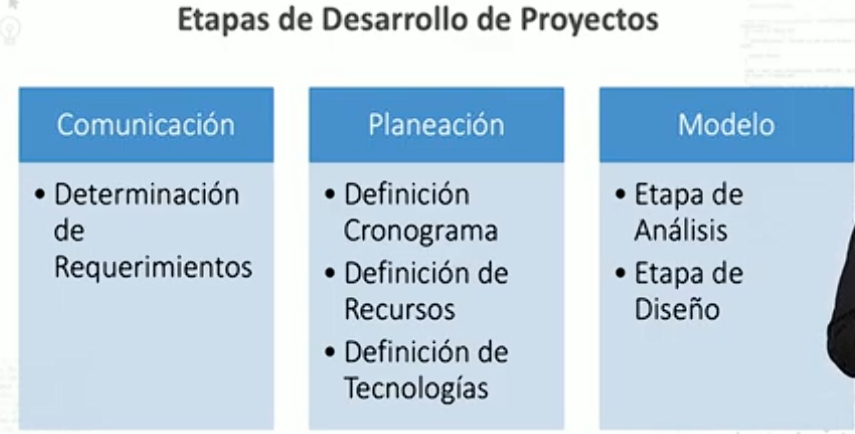 Etapas de Desarrollo de Proyectos
Comunicación
• Determinación
de
Requerimientos
Planeación
• Definición
Cronograma
• Definición de
Recursos
• Definición de
Tecnologías
Modelo
• Etapa de
Análisis
• Etapa de
Diseño